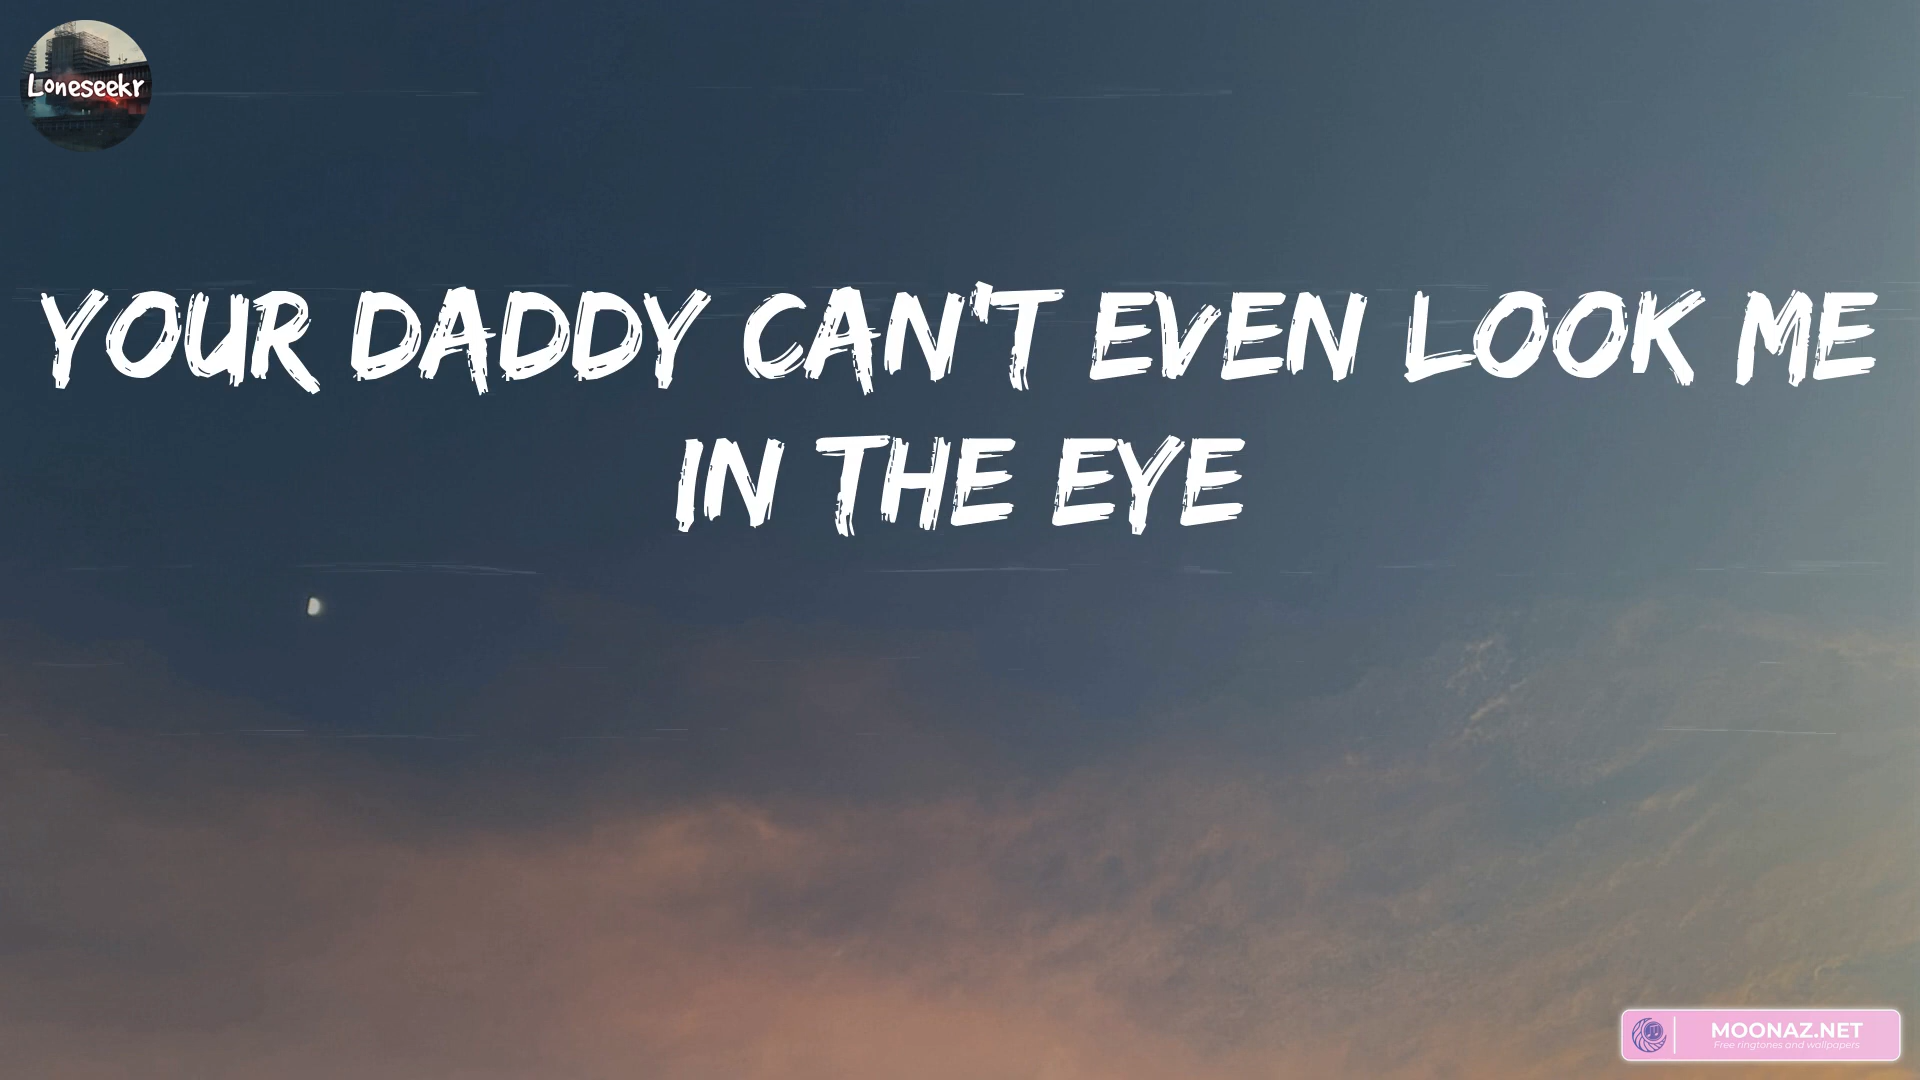 Loneseekr
YOUR DADDY CAN'T EVEN LOOK ME
IN THE EYE
MOONAZ.NET
Free ringtones and wallpapers